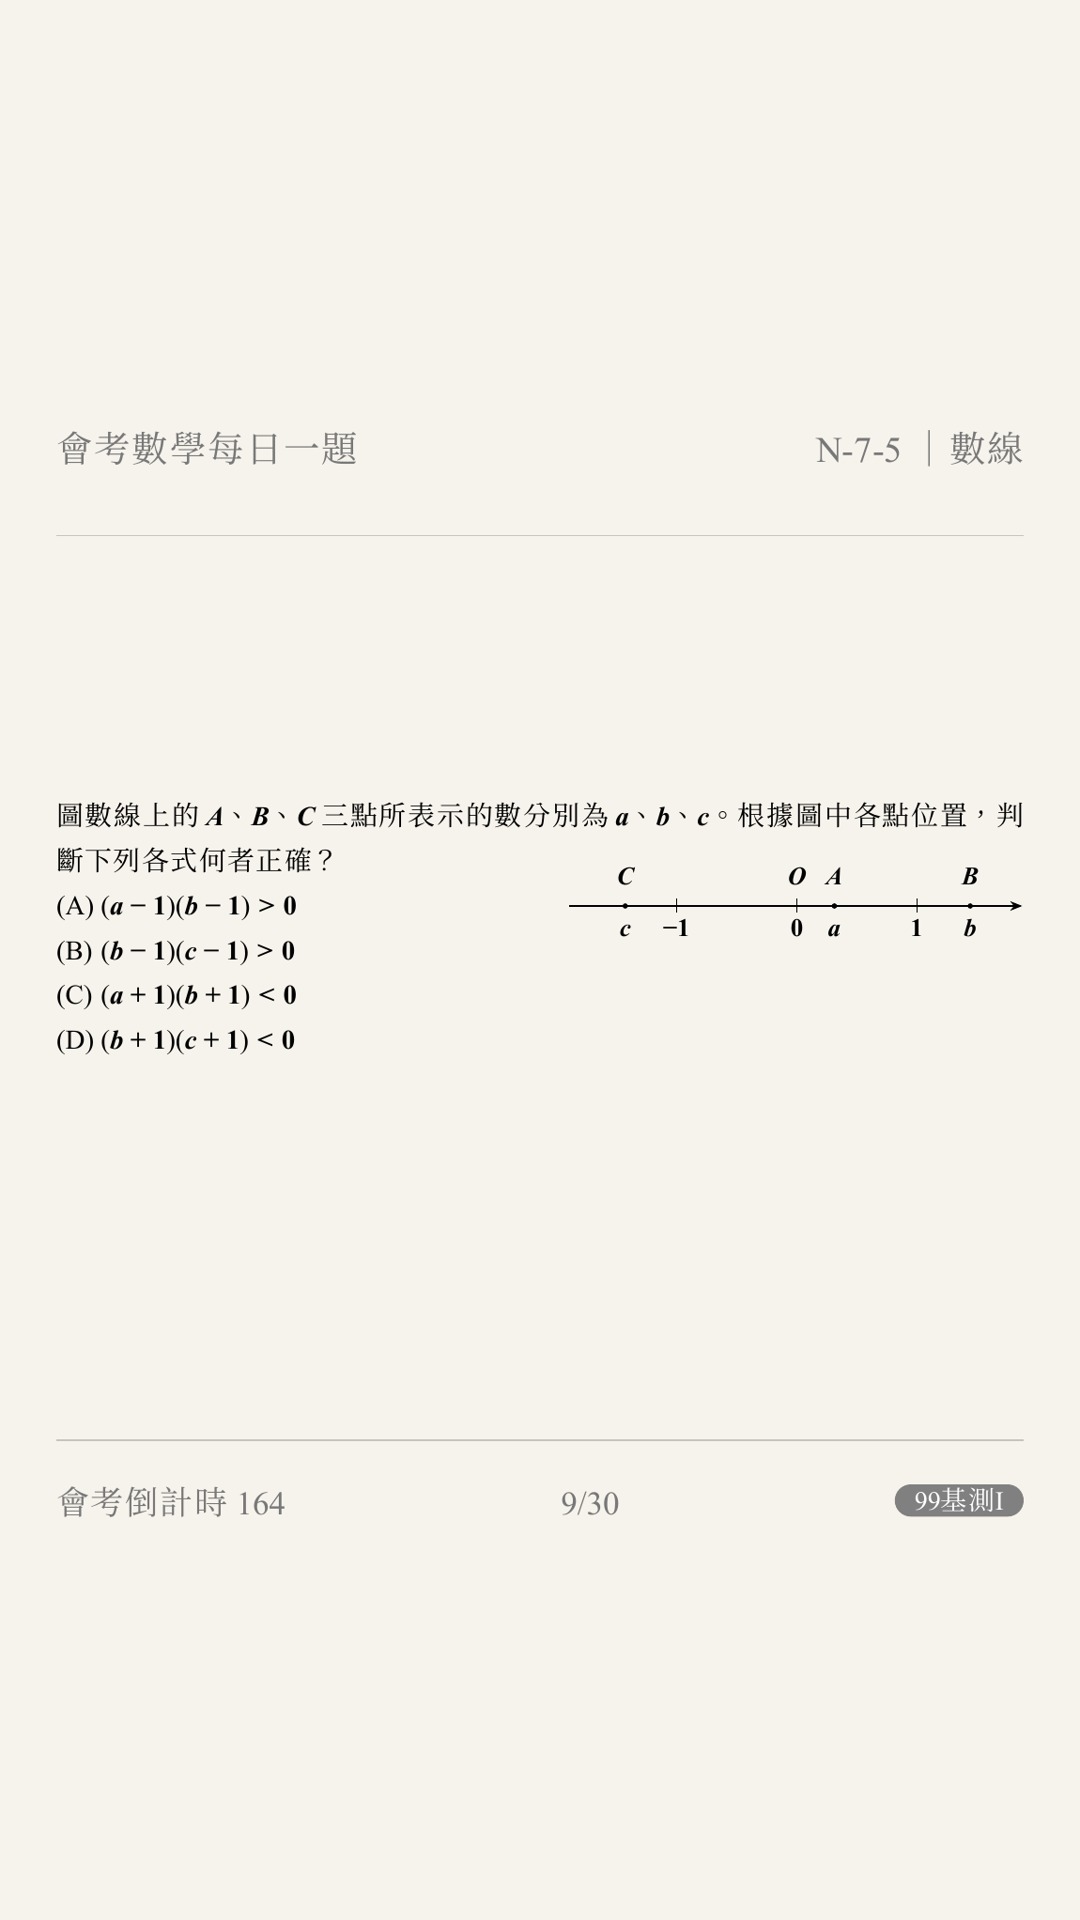 會考數學每日一題
N-7-5｜數線
圖數線上的 A、B、C 三點所表示的數分別為 a、b、c。根據圖中各點位置，判
斷下列各式何者正確？
(A) (a − 1)(b − 1) > 0
(B) (b − 1)(c − 1) > 0
(C) (a + 1)(b + 1) < 0
(D) (b + 1)(c + 1) < 0
C O A B
c −1 0 a 1 b
會考倒計時 164
9/30
99基測I